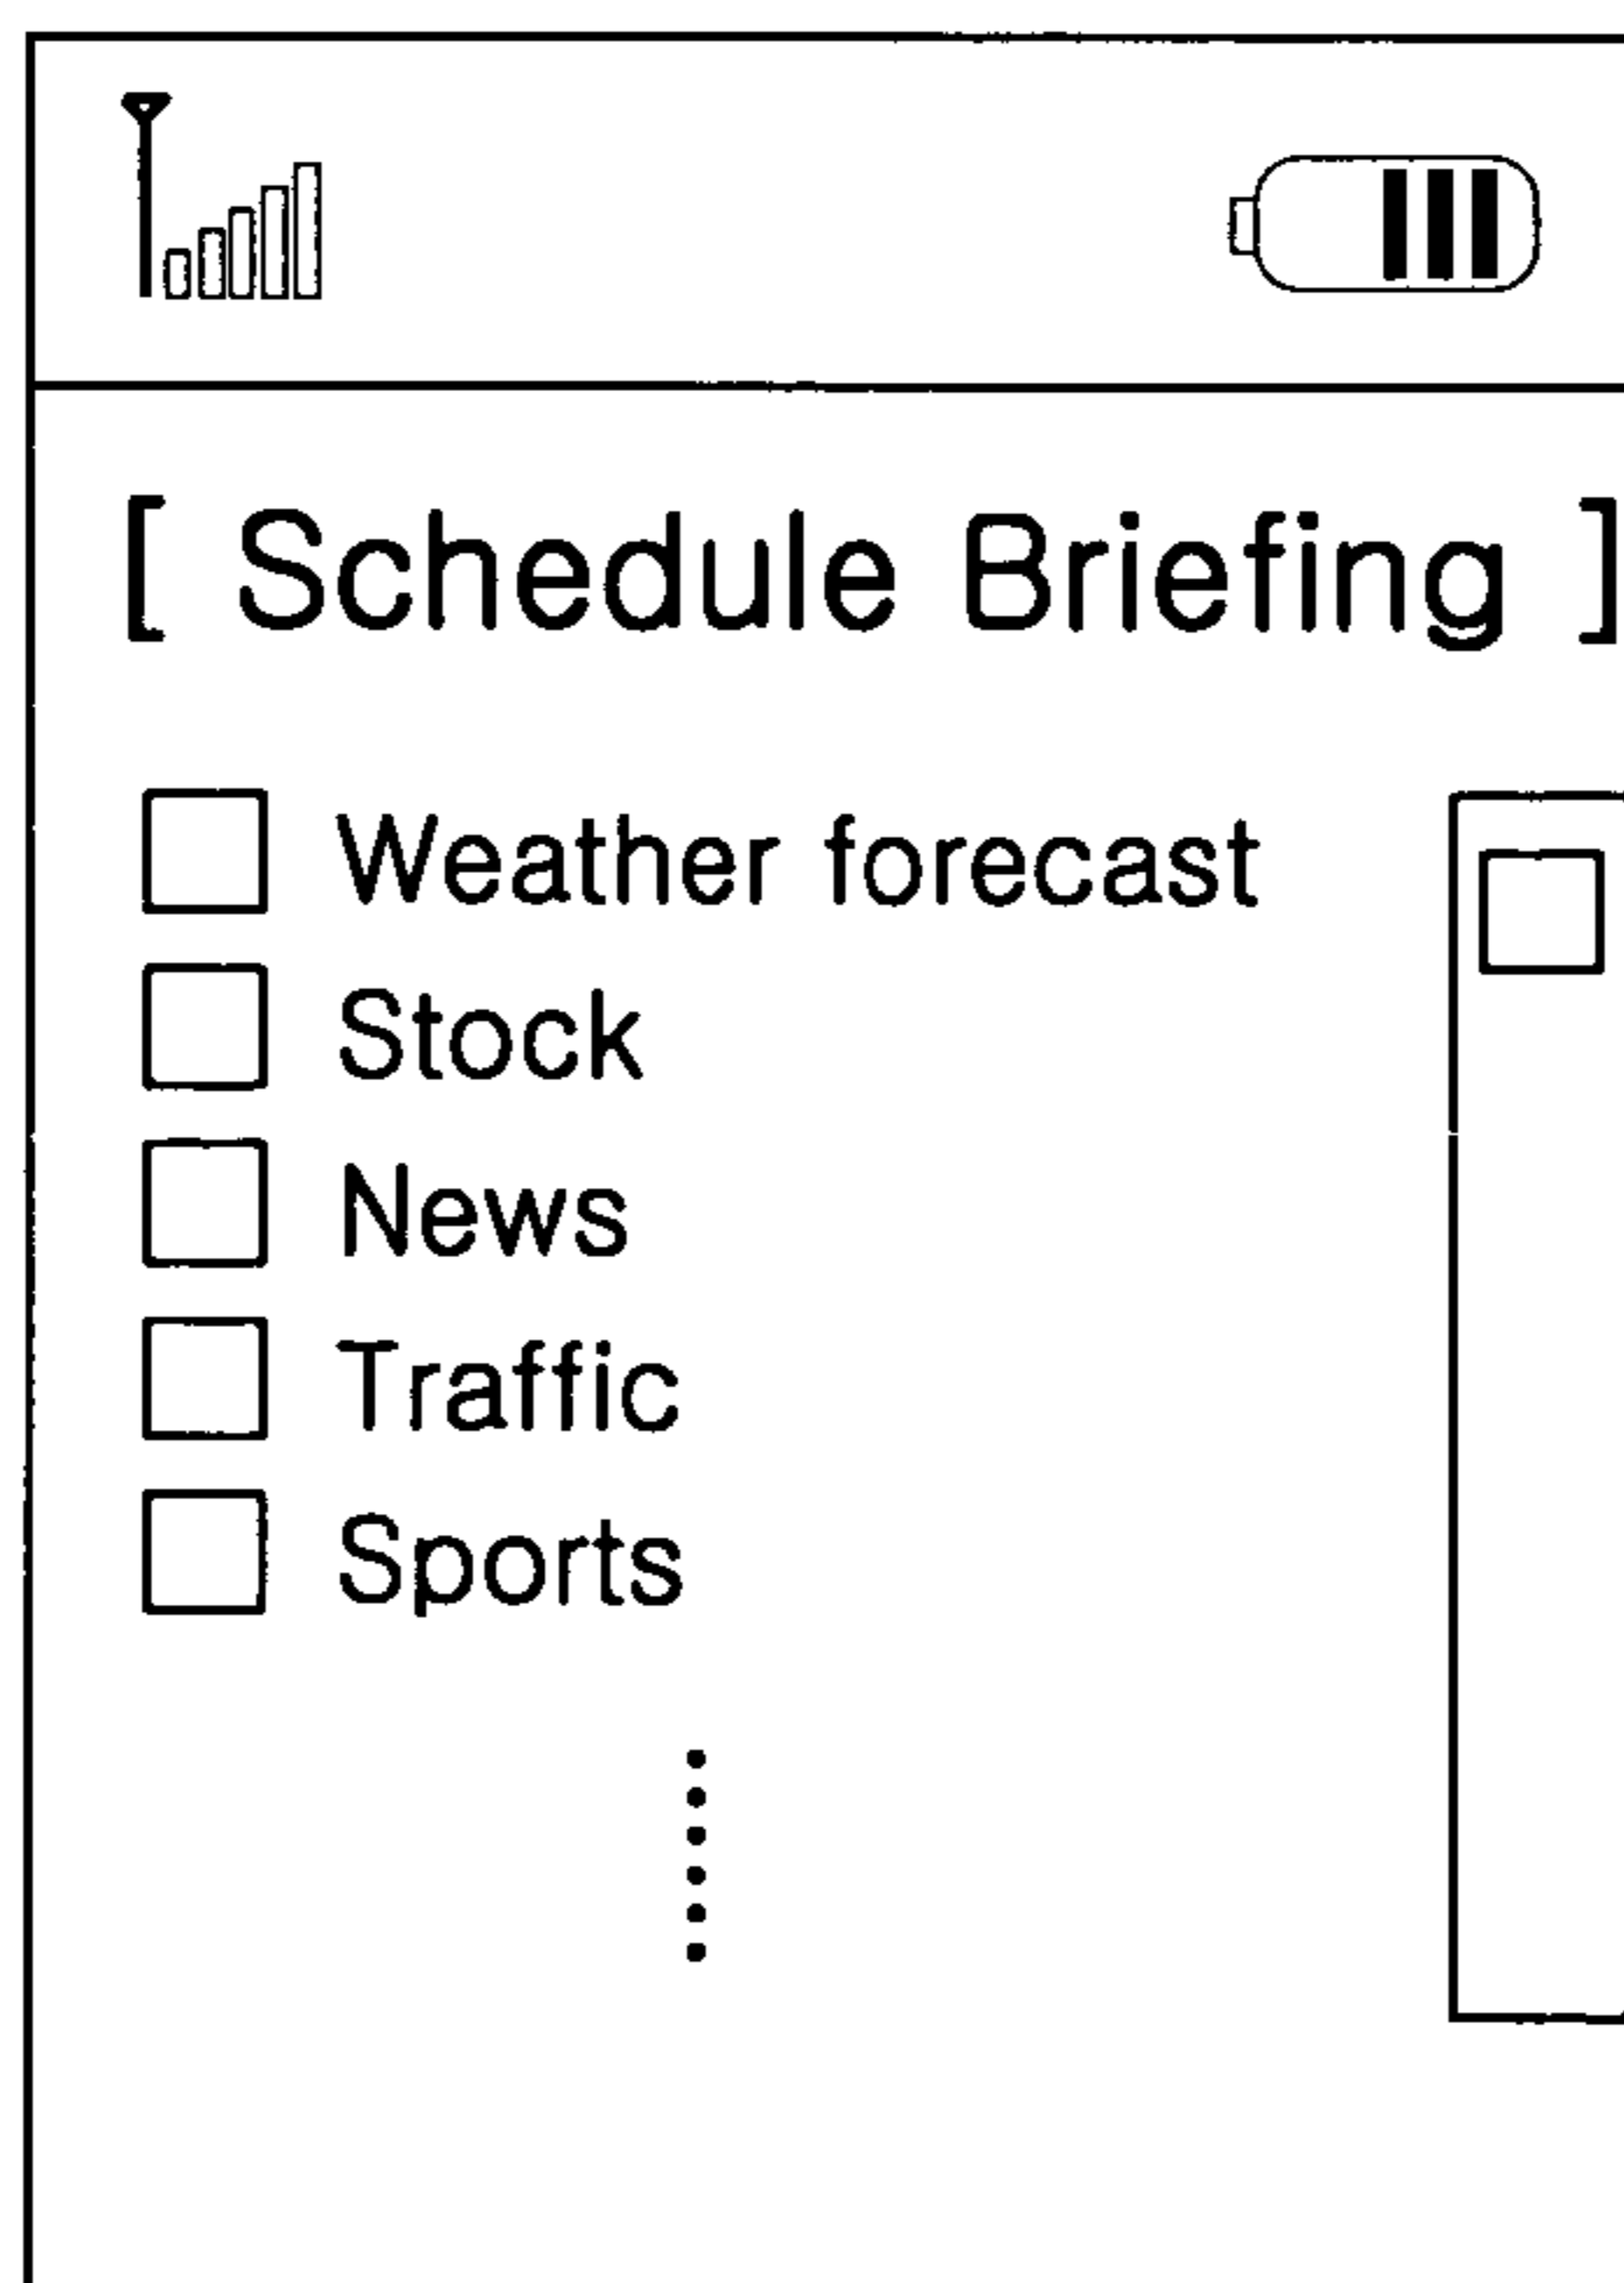 [ Schedule Briefing ]
Weather forecast
Stock
News
Traffic
Sports